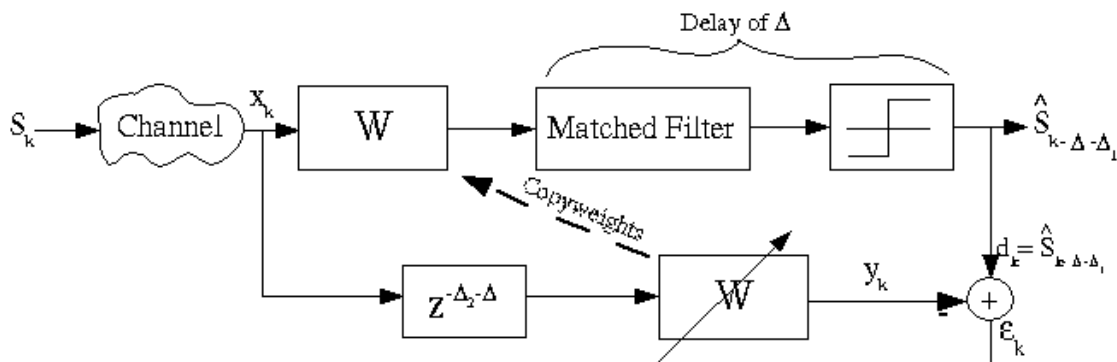 Delay of Δ
S_k
Channel
x_k
W
Matched Filter
Ŝ_{k-Δ-Δ_1}
Copyweights
d_k = Ŝ_{k-Δ-Δ_1}
z^{-Δ_2-Δ}
W
y_k
+
-
ε_k